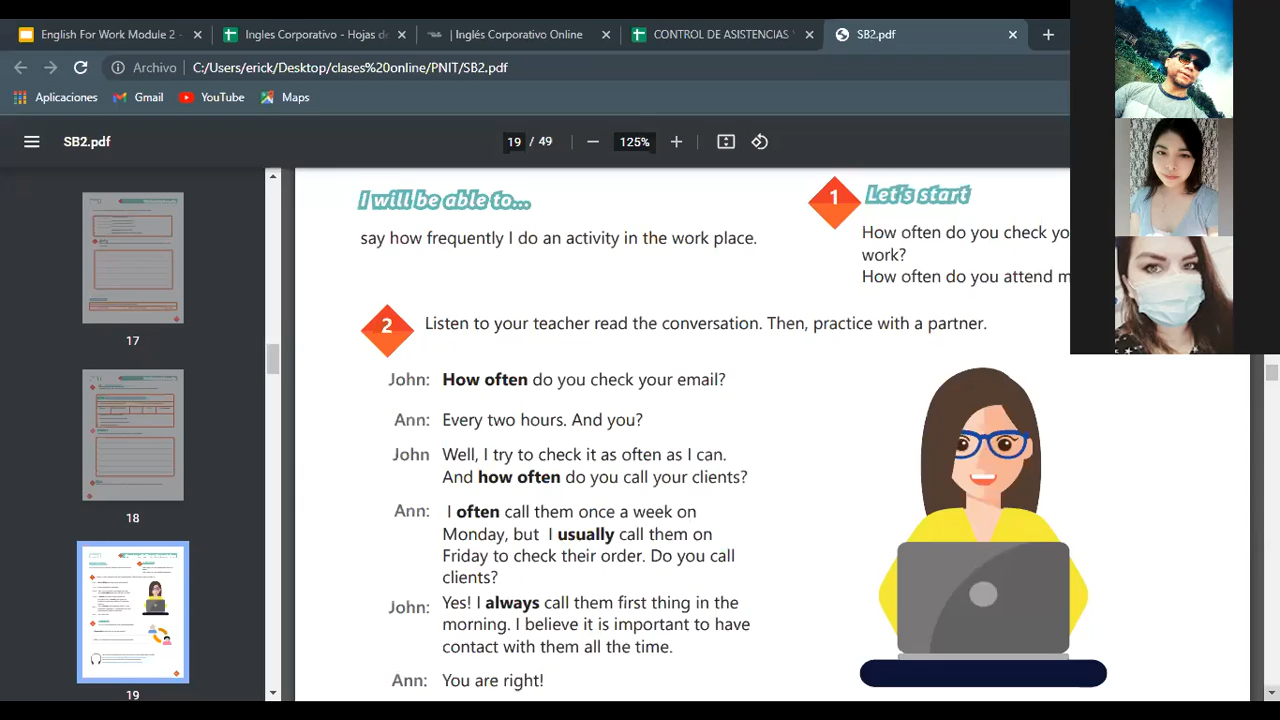 English For Work Module 2 -
Ingles Corporativo - Hojas de
| Inglés Corporativo Online
CONTROL DE ASISTENCIAS
SB2.pdf
Archivo
C:/Users/erick/Desktop/clases%20online/PNIT/SB2.pdf
Aplicaciones
Gmail
YouTube
Maps
SB2.pdf
19 / 49
125%
17
18
19
I will be able to...
say how frequently I do an activity in the work place.
1
Let's start
How often do you check yo
work?
How often do you attend m
2
Listen to your teacher read the conversation. Then, practice with a partner.
John: How often do you check your email?
Ann: Every two hours. And you?
John Well, I try to check it as often as I can.
And how often do you call your clients?
Ann: I often call them once a week on
Monday, but I usually call them on
Friday to check their order. Do you call
clients?
John: Yes! I always call them first thing in the
morning. I believe it is important to have
contact with them all the time.
Ann: You are right!